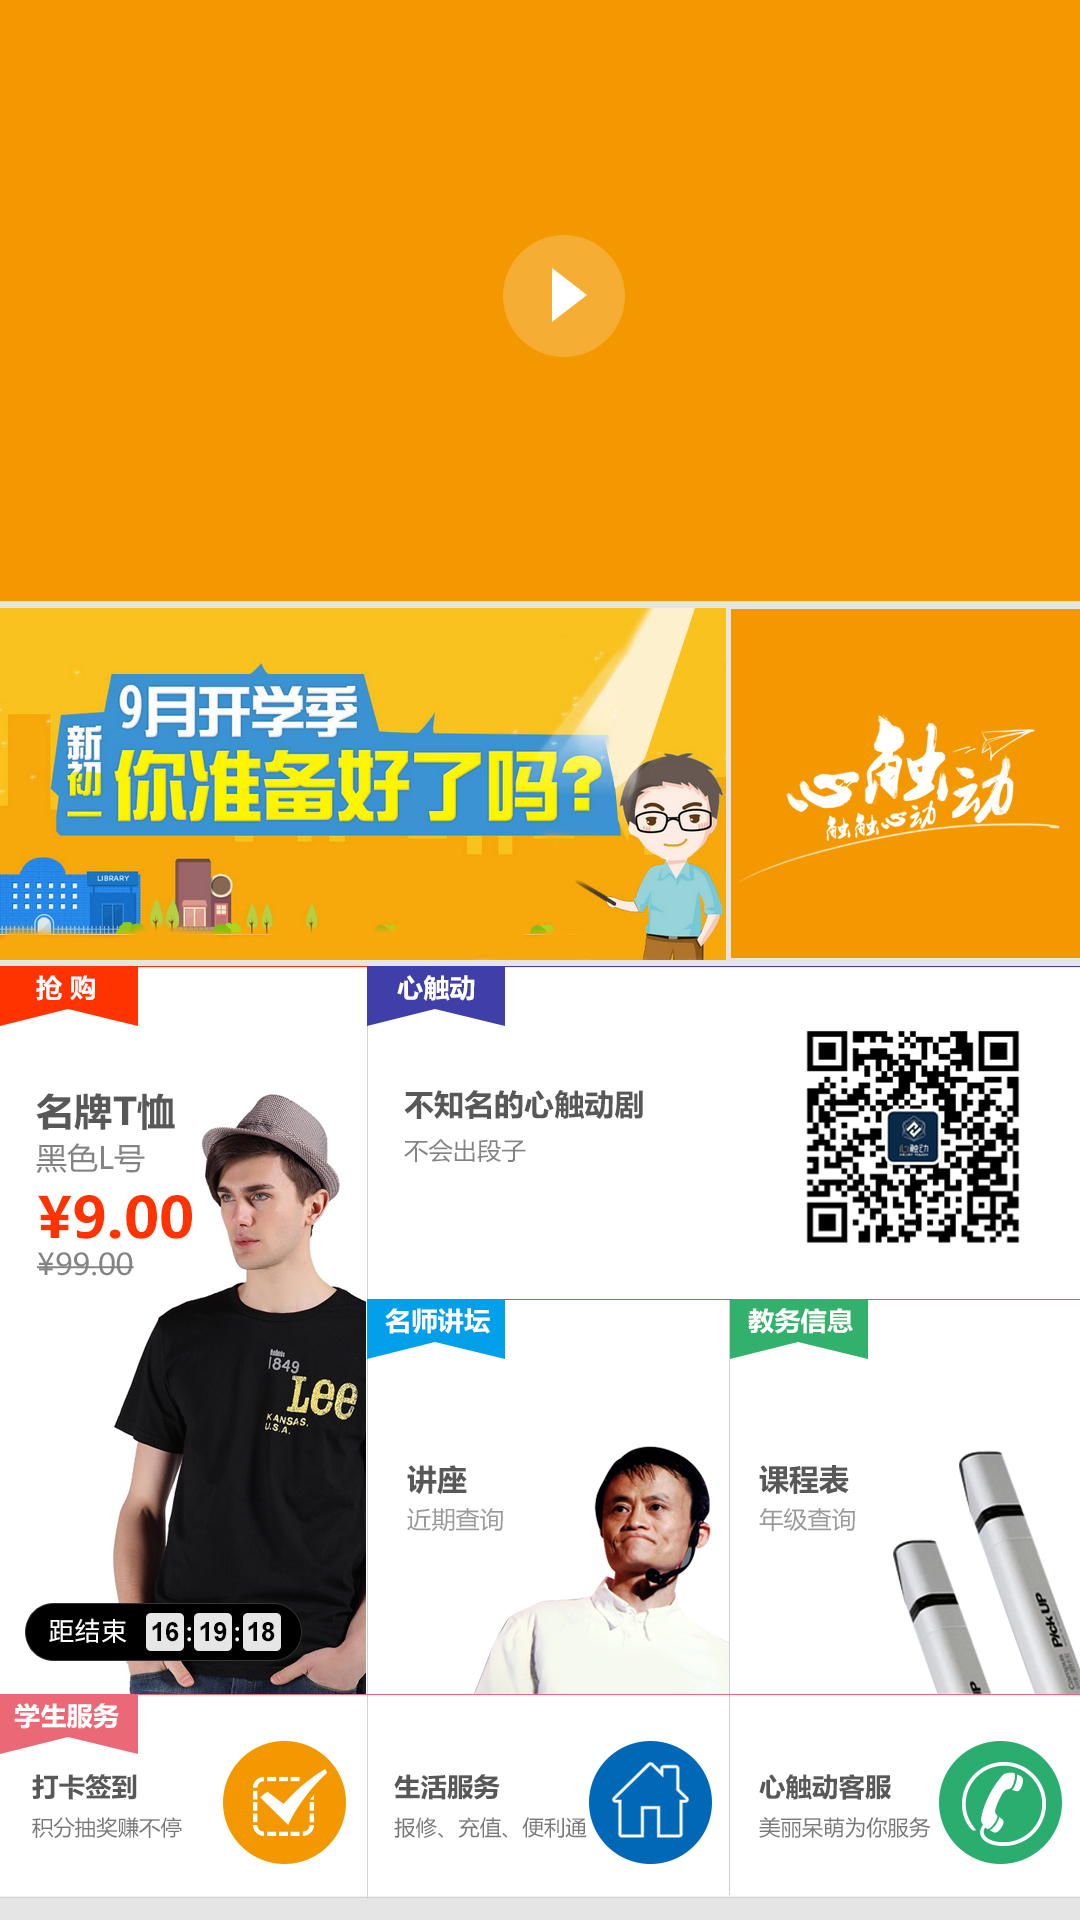 9月开学季
新初一
你准备好了吗?
LIBRARY
心触动
触触心动
抢 购
心触动
名牌T恤
黑色L号
¥9.00
¥99.00
不知名的心触动剧
不会出段子
心触动
1849
Lee
KANSAS.
U.S.A.
名师讲坛
教务信息
讲座
近期查询
课程表
年级查询
Pick UP
UP
距结束 16:19:18
学生服务
打卡签到
积分抽奖赚不停
生活服务
报修、充值、便利通
心触动客服
美丽呆萌为你服务